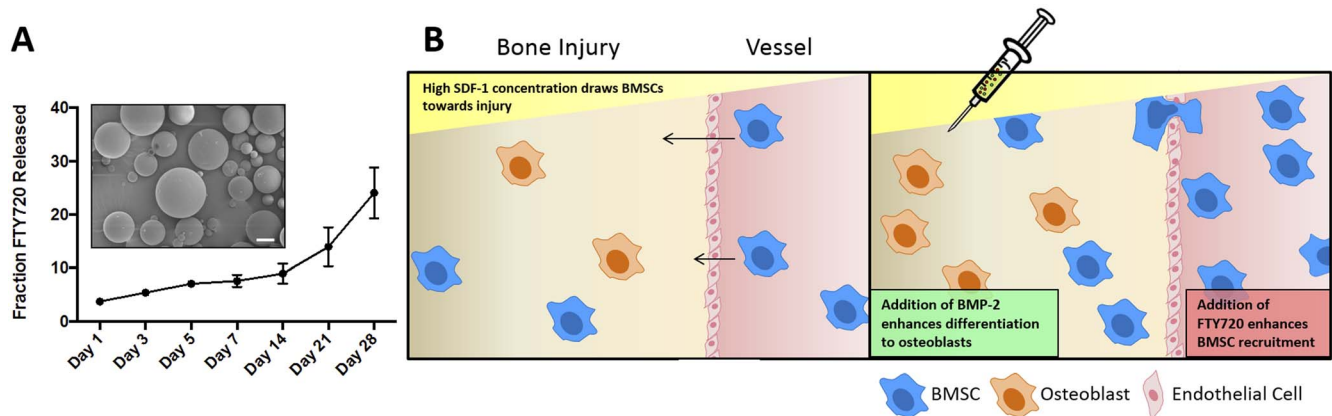 A
Fraction FTY720 Released
40
30
20
10
0
Day 1
Day 3
Day 5
Day 7
Day 14
Day 21
Day 28
B
Bone Injury
Vessel
High SDF-1 concentration draws BMSCs
towards injury
Addition of BMP-2
enhances differentiation
to osteoblasts
Addition of
FTY720 enhances
BMSC recruitment
BMSC
Osteoblast
Endothelial Cell